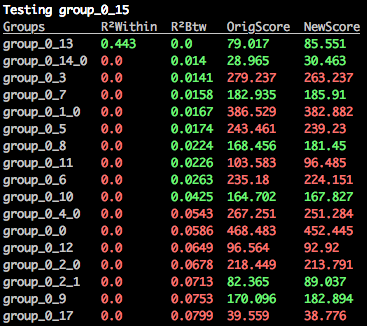 Testing group_0_15
Groups R²Within R²Btw OrigScore NewScore
group_0_13 0.443 0.0 79.017 85.551
group_0_14_0 0.0 0.014 28.965 30.463
group_0_3 0.0 0.0141 279.237 263.237
group_0_7 0.0 0.0158 182.935 185.91
group_0_1_0 0.0 0.0167 386.529 382.882
group_0_5 0.0 0.0174 243.461 239.23
group_0_8 0.0 0.0224 168.456 181.45
group_0_11 0.0 0.0226 103.583 96.485
group_0_6 0.0 0.0263 235.18 224.151
group_0_10 0.0 0.0425 164.702 167.827
group_0_4_0 0.0 0.0543 267.251 251.284
group_0_0 0.0 0.0586 468.483 452.445
group_0_12 0.0 0.0649 96.564 92.92
group_0_2_0 0.0 0.0678 218.449 213.791
group_0_2_1 0.0 0.0713 82.365 89.037
group_0_9 0.0 0.0753 170.096 182.894
group_0_17 0.0 0.0799 39.559 38.776